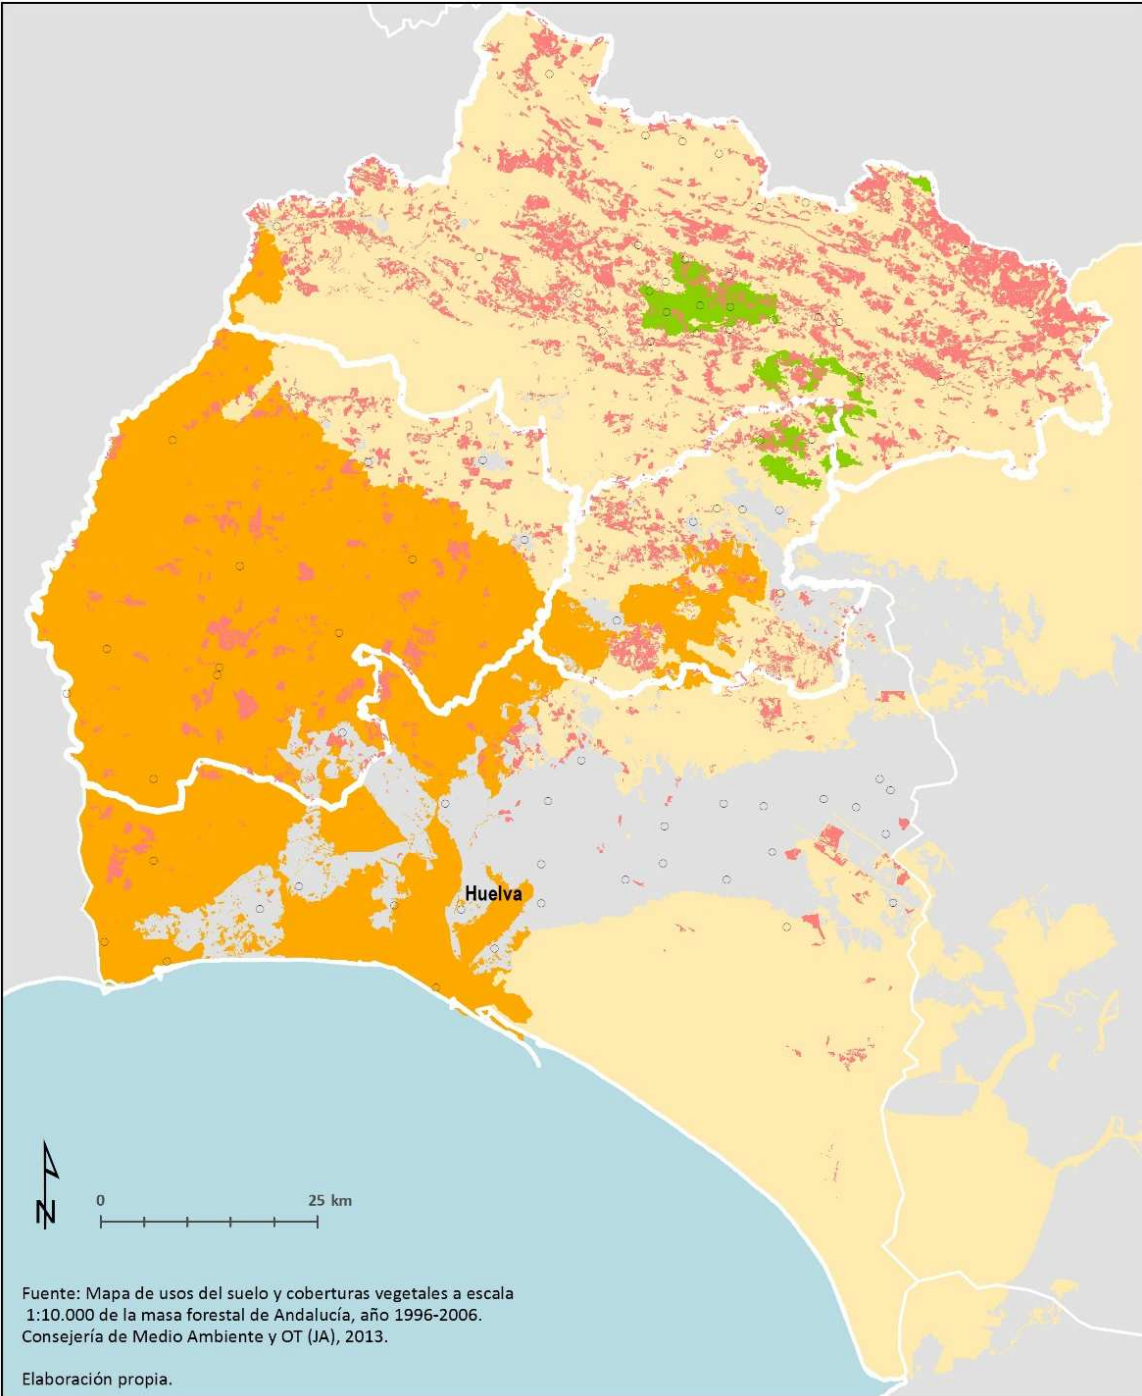 Huelva
N
0 25 km
Fuente: Mapa de usos del suelo y coberturas vegetales a escala
1:10.000 de la masa forestal de Andalucía, año 1996-2006.
Consejería de Medio Ambiente y OT (JA), 2013.
Elaboración propia.